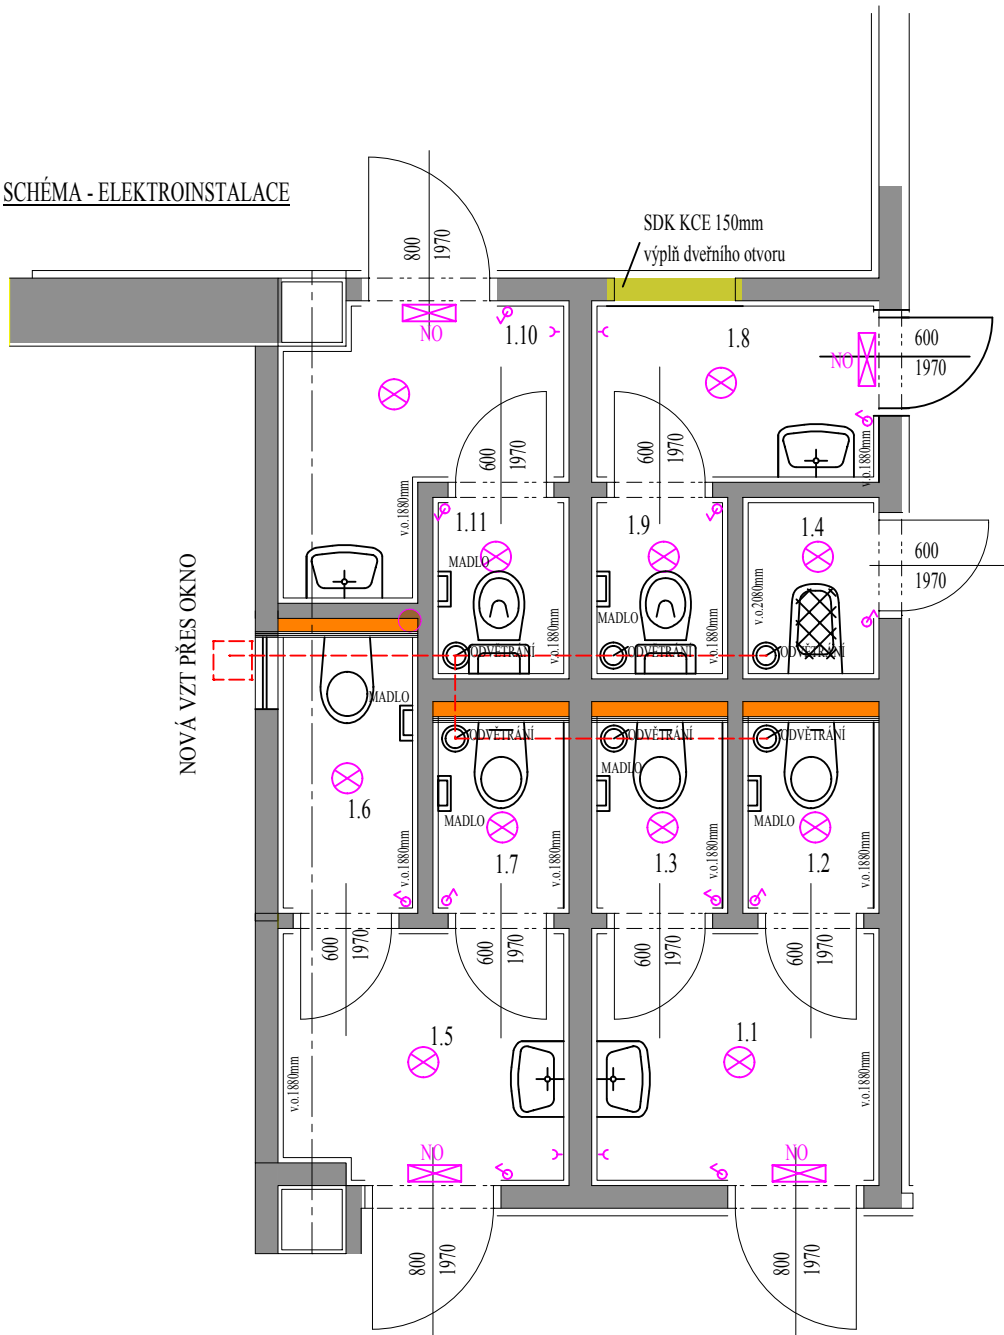 SCHÉMA - ELEKTROINSTALACE
SDK KCE 150mm
výplň dveřního otvoru
800
1970
NO
1.10
1.8
NO
600
1970
v.o.1880mm
600
1970
600
1970
v.o.1880mm
1.11
1.9
1.4
600
1970
MADLO
MADLO
v.o.2080mm
v.o.1880mm
v.o.1880mm
ODVĚTRÁNÍ
ODVĚTRÁNÍ
ODVĚTRÁNÍ
NOVÁ VZT PŘES OKNO
MADLO
ODVĚTRÁNÍ
ODVĚTRÁNÍ
ODVĚTRÁNÍ
MADLO
1.6
MADLO
MADLO
1.7
1.3
1.2
v.o.1880mm
v.o.1880mm
v.o.1880mm
v.o.1880mm
600
1970
600
1970
600
1970
600
1970
1.5
1.1
v.o.1880mm
v.o.1880mm
NO
NO
800
1970
800
1970